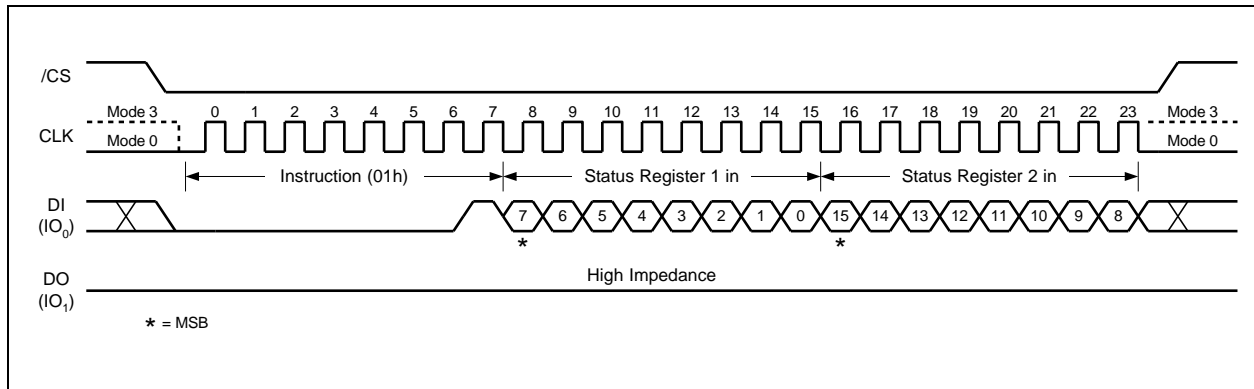 /CS
Mode 3 0 1 2 3 4 5 6 7 8 9 10 11 12 13 14 15 16 17 18 19 20 21 22 23 Mode 3
CLK Mode 0 Mode 0
Instruction (01h) Status Register 1 in Status Register 2 in
DI
(IO₀) 7 6 5 4 3 2 1 0 15 14 13 12 11 10 9 8
* *
High Impedance
DO
(IO₁)
* = MSB